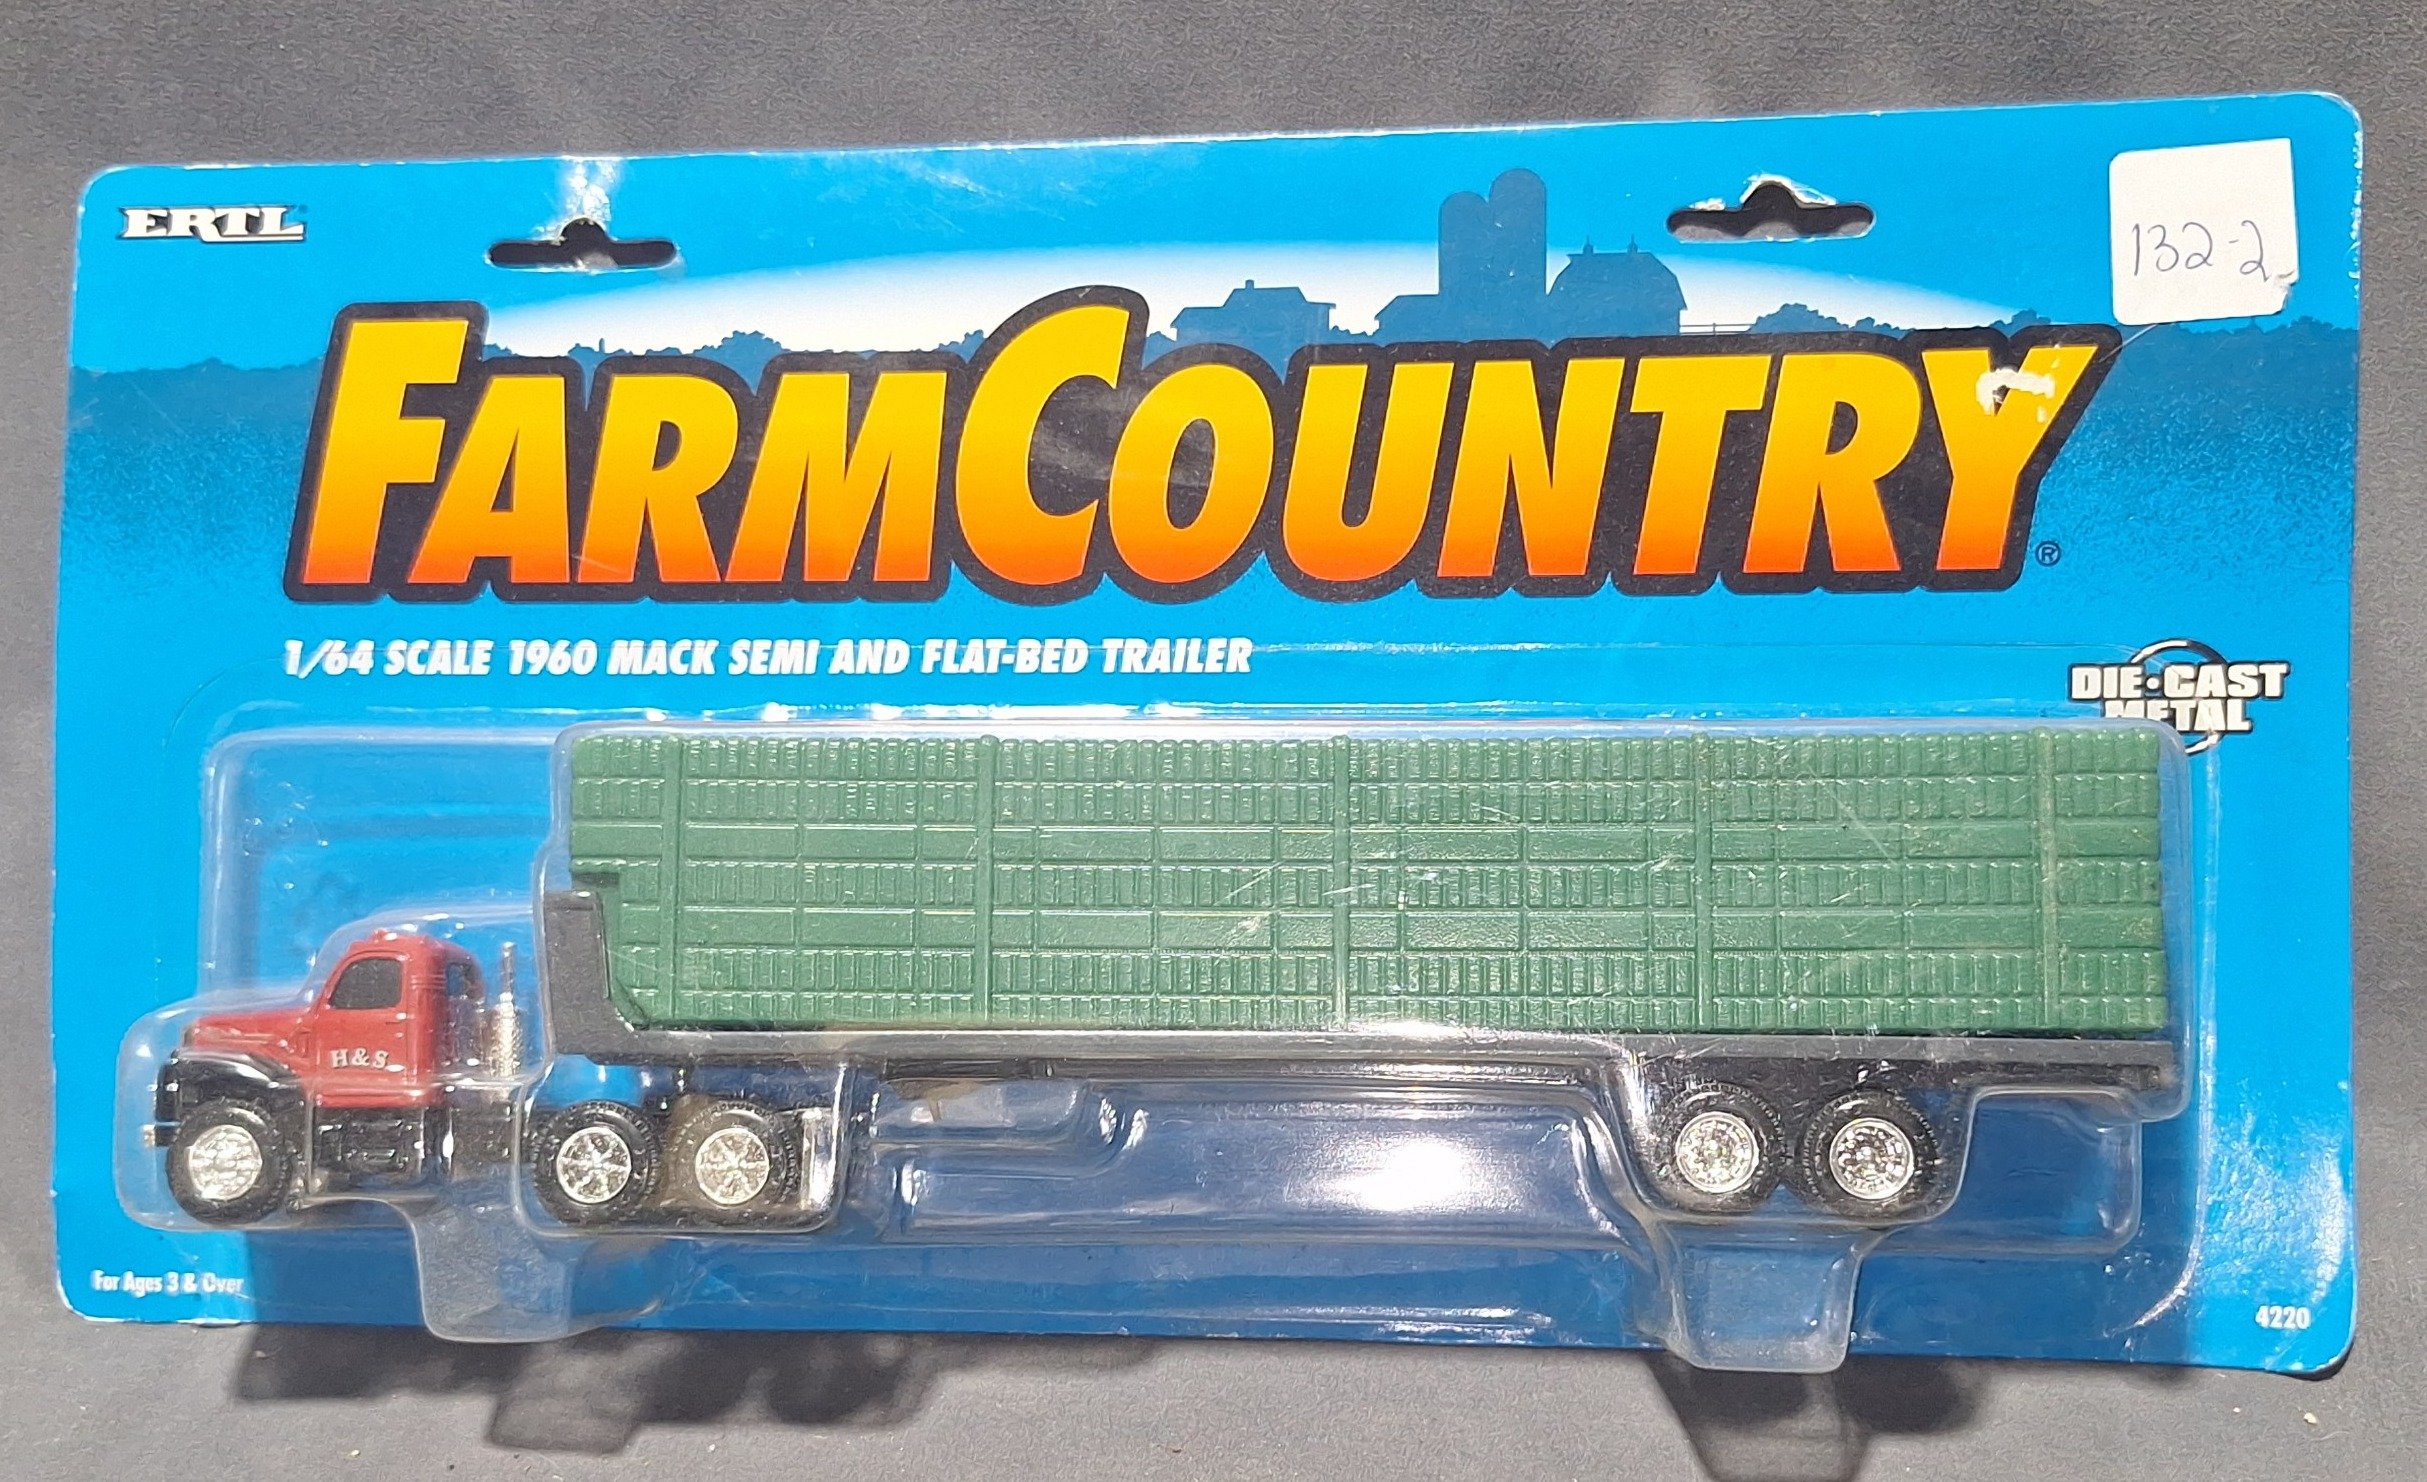 ERTL
132-2
FARMCOUNTRY®
1/64 SCALE 1960 MACK SEMI AND FLAT-BED TRAILER
DIE·CAST
METAL
H&S
For Ages 3 & Over
4220